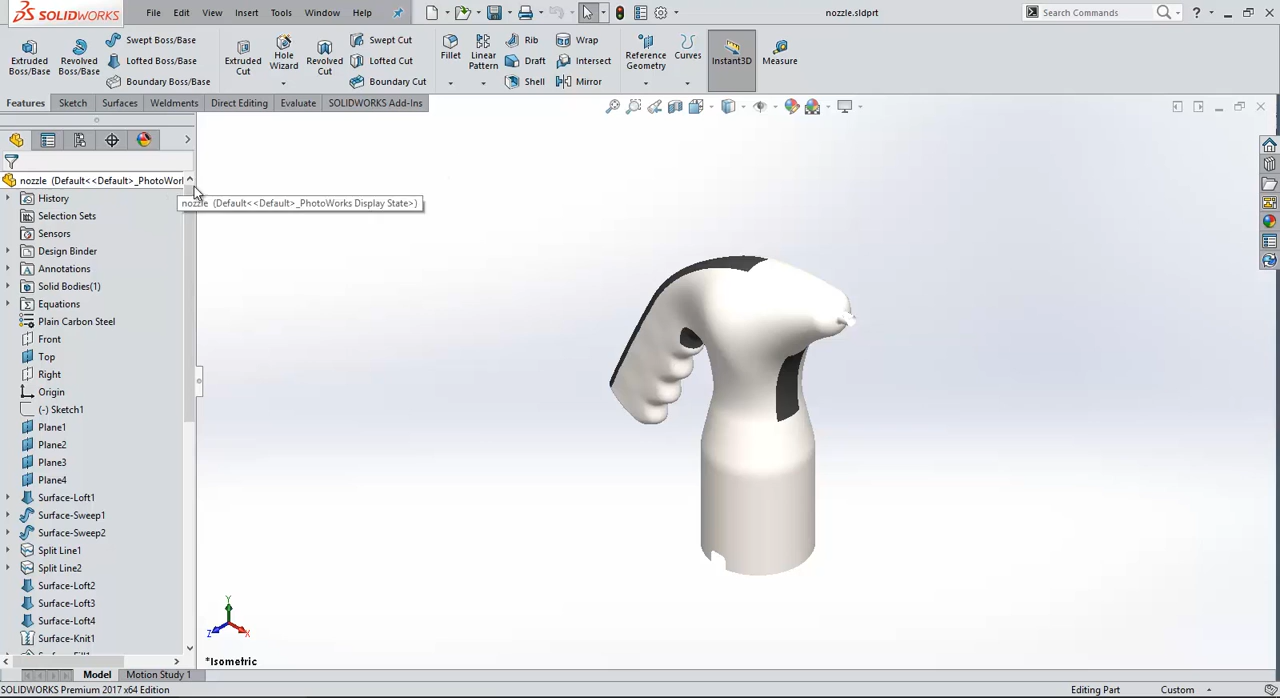 SOLIDWORKS File Edit View Insert Tools Window Help nozzle.sldprt Search Commands ?
Extruded Boss/Base
Revolved Boss/Base
Swept Boss/Base
Lofted Boss/Base
Boundary Boss/Base
Extruded Cut
Hole Wizard
Revolved Cut
Swept Cut
Lofted Cut
Boundary Cut
Fillet
Linear Pattern
Rib
Draft
Shell
Wrap
Intersect
Mirror
Reference Geometry
Curves
Instant3D
Measure
Features Sketch Surfaces Weldments Direct Editing Evaluate SOLIDWORKS Add-Ins
nozzle (Default<<Default>_PhotoWorl
nozzle (Default<<Default>_PhotoWorks Display State>)
History
Selection Sets
Sensors
Design Binder
Annotations
Solid Bodies(1)
Equations
Plain Carbon Steel
Front
Top
Right
Origin
(-) Sketch1
Plane1
Plane2
Plane3
Plane4
Surface-Loft1
Surface-Sweep1
Surface-Sweep2
Split Line1
Split Line2
Surface-Loft2
Surface-Loft3
Surface-Loft4
Surface-Knit1
Y
Z X
*Isometric
Model Motion Study 1
SOLIDWORKS Premium 2017 x64 Edition Editing Part Custom